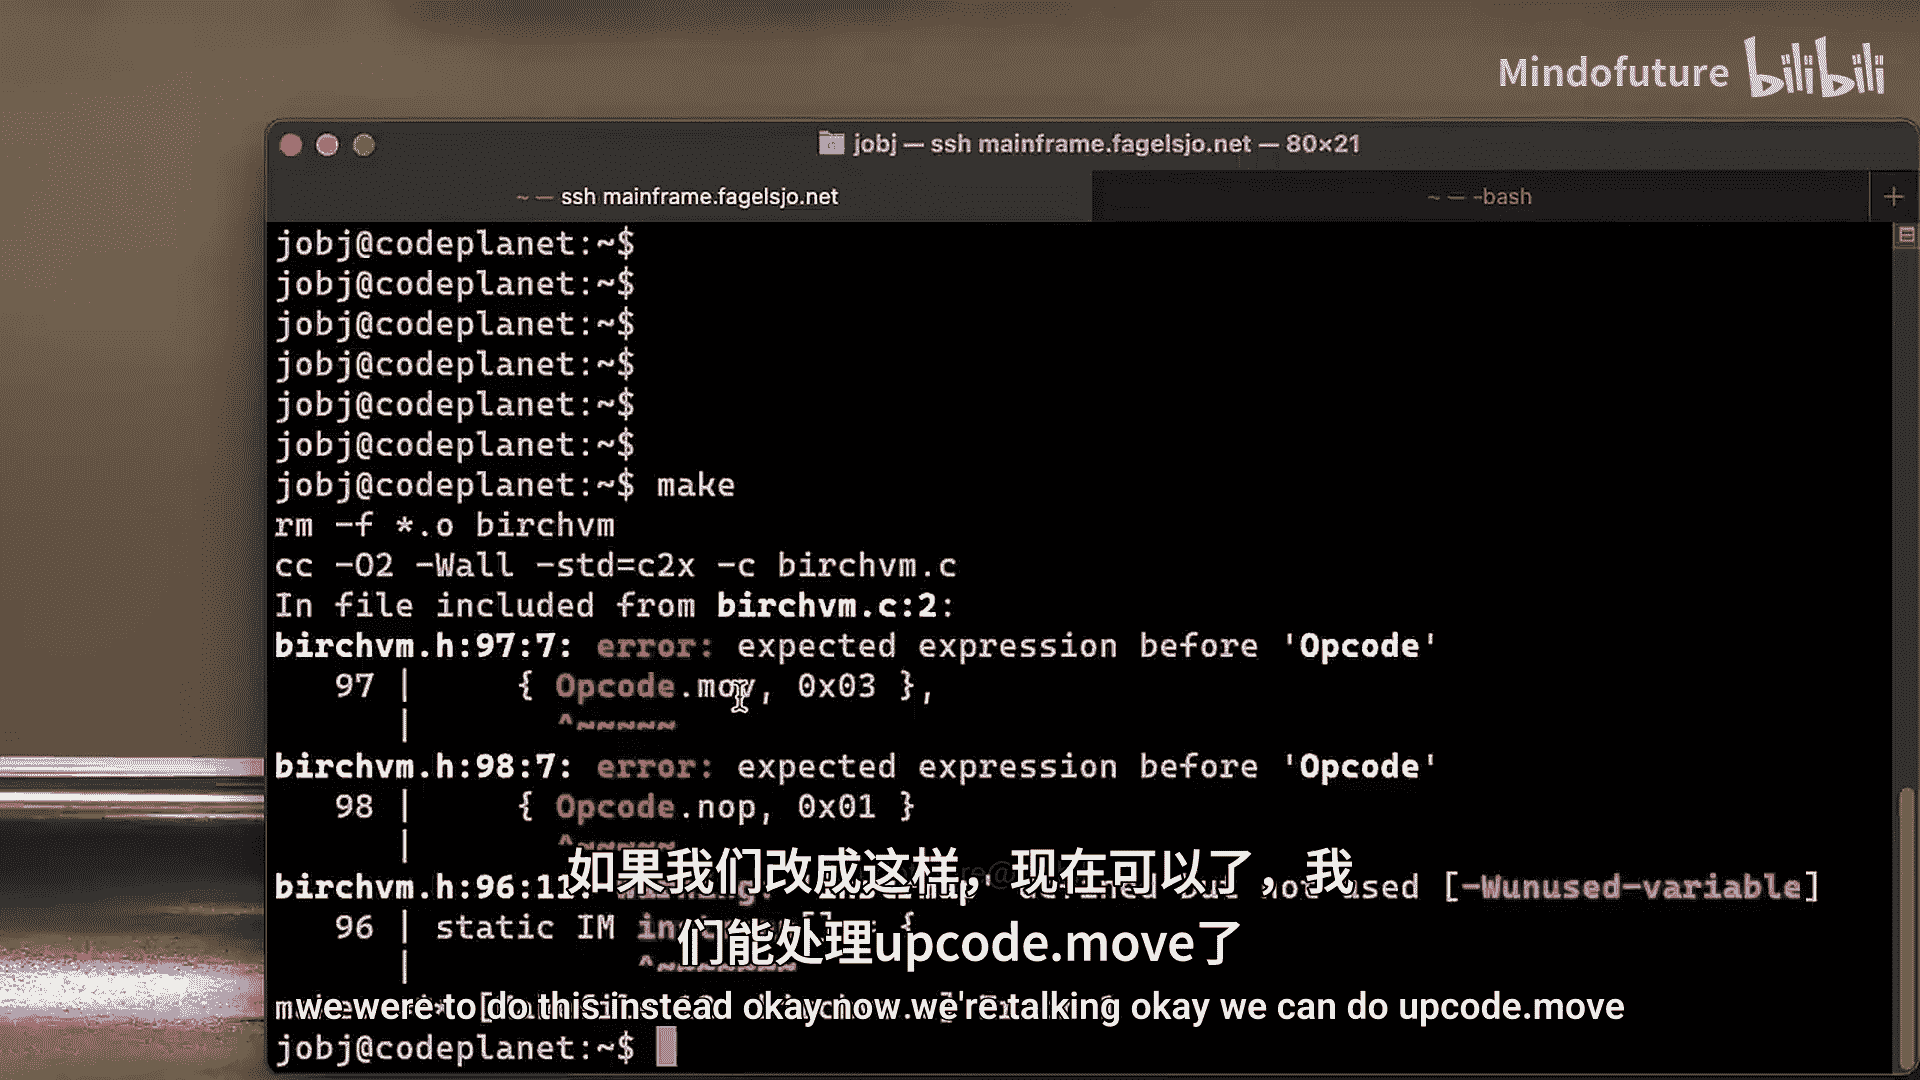 Mindofuture bilibili
jobj — ssh mainframe.fagelsjo.net — 80×21
~ — ssh mainframe.fagelsjo.net
~ — -bash
+
jobj@codeplanet:~$
jobj@codeplanet:~$
jobj@codeplanet:~$
jobj@codeplanet:~$
jobj@codeplanet:~$
jobj@codeplanet:~$
jobj@codeplanet:~$ make
rm -f *.o birchvm
cc -O2 -Wall -std=c2x -c birchvm.c
In file included from birchvm.c:2:
birchvm.h:97:7: error: expected expression before 'Opcode'
97 | { Opcode.mov, 0x03 },
| ^~~~~~
birchvm.h:98:7: error: expected expression before 'Opcode'
98 | { Opcode.nop, 0x01 }
| ^~~~~~
如果我们改成这样，现在可以了，我
birchvm.h:96:11: defined but not used [-Wunused-variable]
96 | static IM {
们能处理upcode.move了
|
we were to do this instead okay now we're talking okay we can do upcode.move
jobj@codeplanet:~$